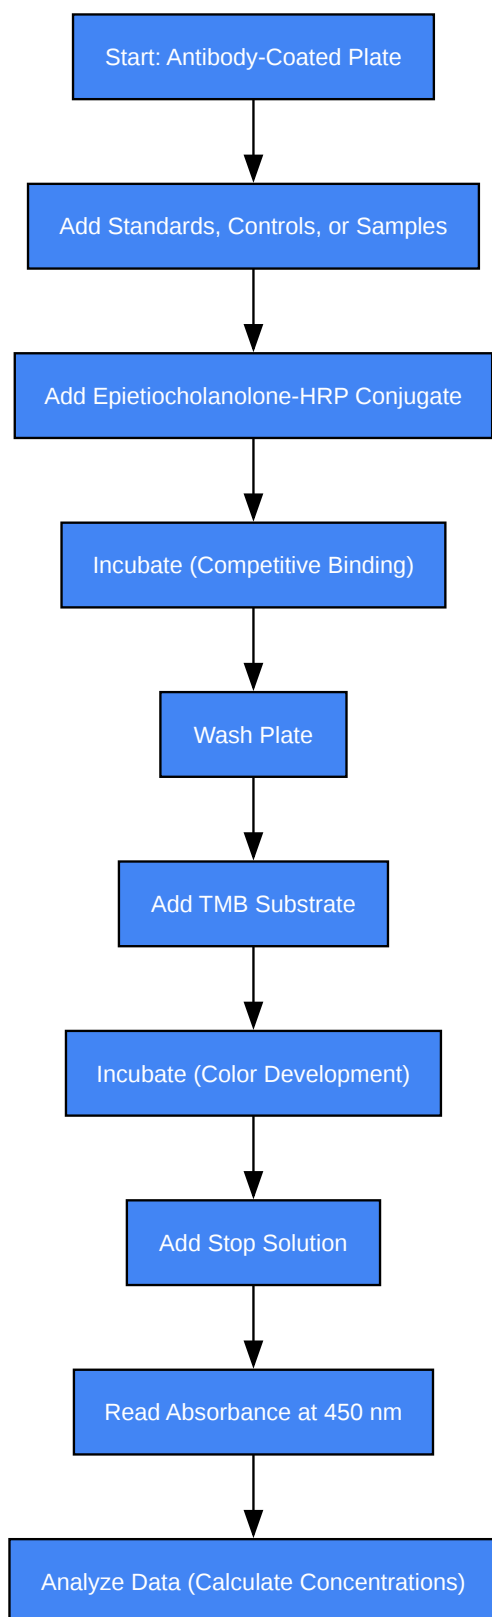 Start: Antibody-Coated Plate
Add Standards, Controls, or Samples
Add Epietiocholanolone-HRP Conjugate
Incubate (Competitive Binding)
Wash Plate
Add TMB Substrate
Incubate (Color Development)
Add Stop Solution
Read Absorbance at 450 nm
Analyze Data (Calculate Concentrations)